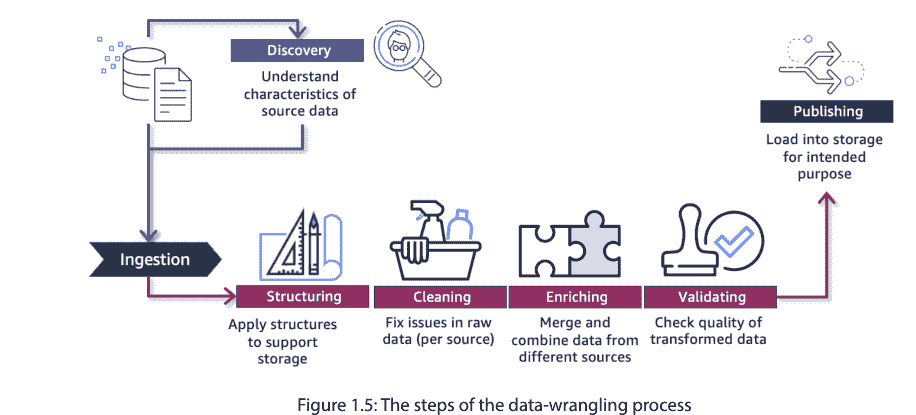 Discovery
Understand
characteristics of
source data
Publishing
Load into storage
for intended
purpose
Ingestion
Structuring
Apply structures
to support
storage
Cleaning
Fix issues in raw
data (per source)
Enriching
Merge and
combine data from
different sources
Validating
Check quality of
transformed data
Figure 1.5: The steps of the data-wrangling process